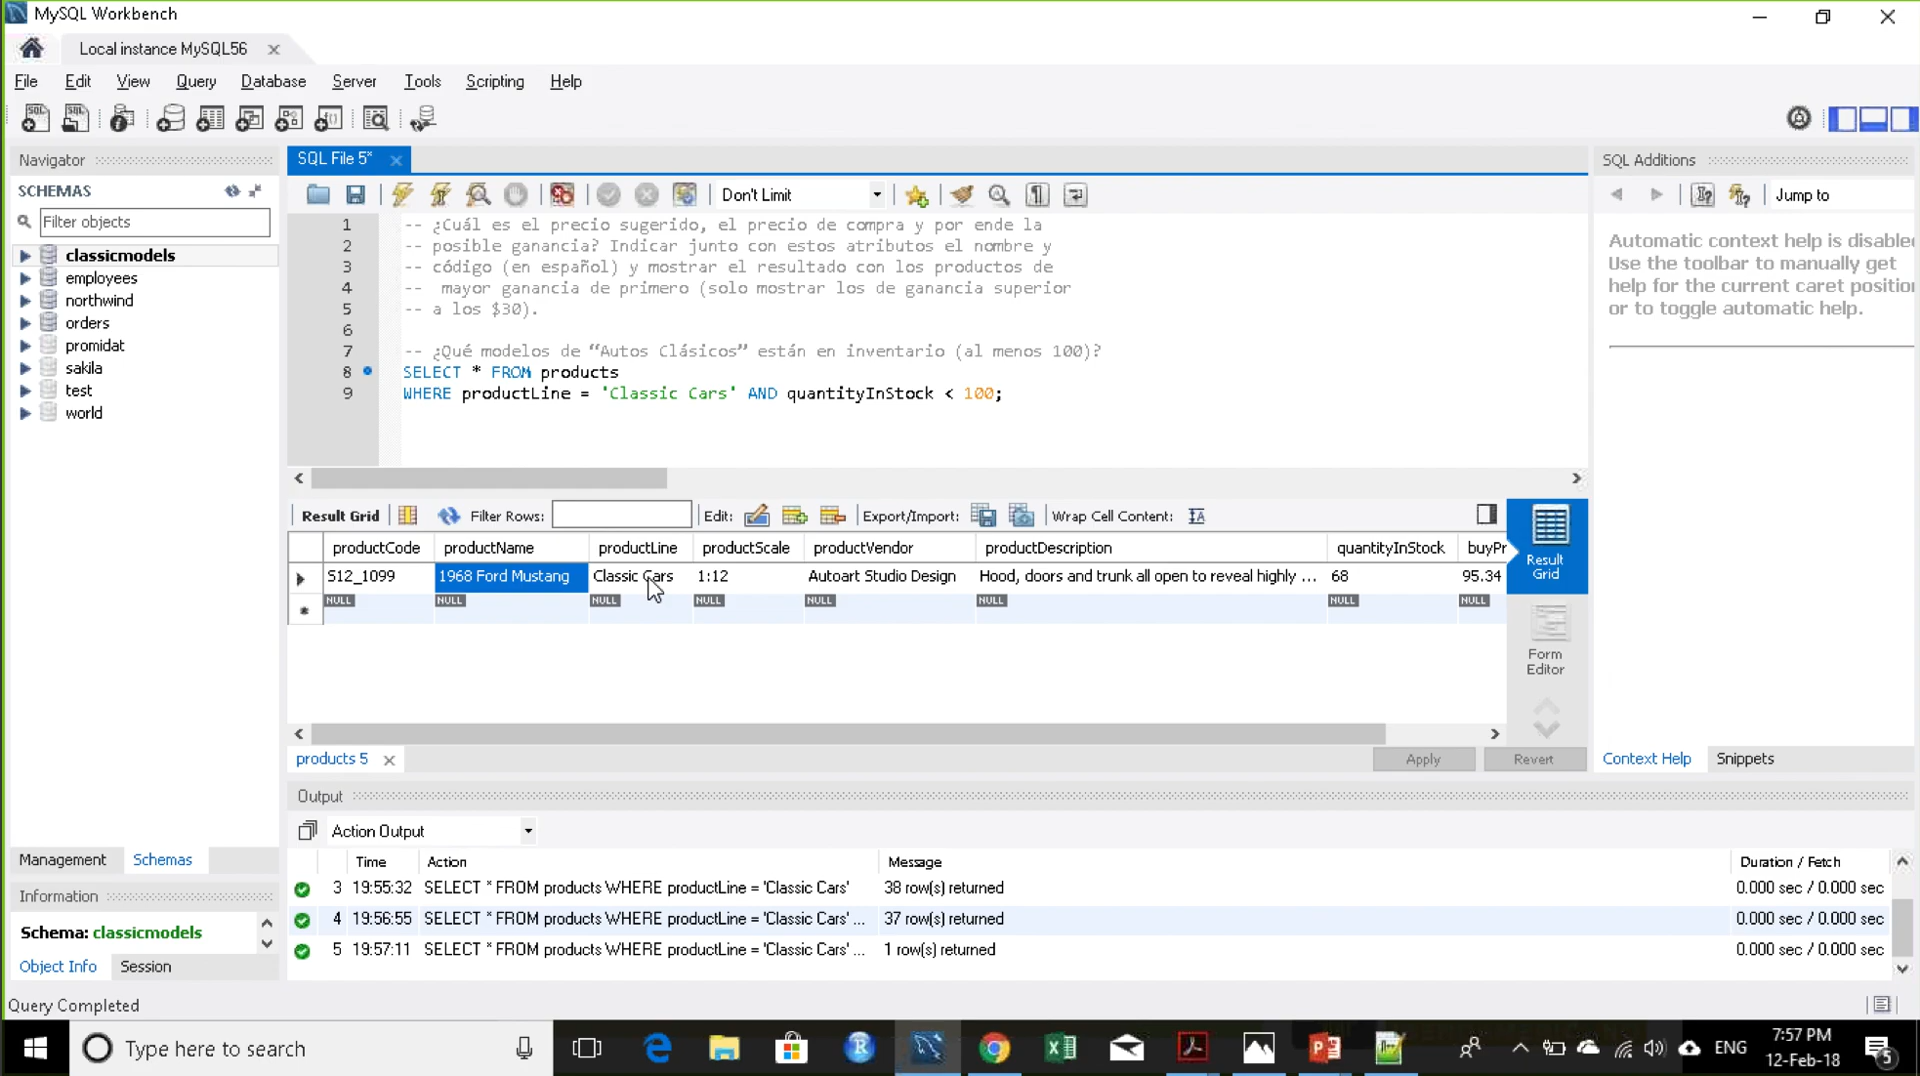 MySQL Workbench
Local instance MySQL56
File Edit View Query Database Server Tools Scripting Help
Navigator
SCHEMAS
Filter objects
classicmodels
employees
northwind
orders
promidat
sakila
test
world
Management Schemas
Information
Schema: classicmodels
Object Info Session
Query Completed
SQL File 5*
Don't Limit
1 -- ¿Cuál es el precio sugerido, el precio de compra y por ende la
2 -- posible ganancia? Indicar junto con estos atributos el nombre y
3 -- código (en español) y mostrar el resultado con los productos de
4 -- mayor ganancia de primero (solo mostrar los de ganancia superior
5 -- a los $30).
6
7 -- ¿Qué modelos de “Autos Clásicos” están en inventario (al menos 100)?
8 SELECT * FROM products
9 WHERE productLine = 'Classic Cars' AND quantityInStock < 100;
Result Grid Filter Rows: Edit: Export/Import: Wrap Cell Content:
productCode productName productLine productScale productVendor productDescription quantityInStock buyPr
S12_1099 1968 Ford Mustang Classic Cars 1:12 Autoart Studio Design Hood, doors and trunk all open to reveal highly ... 68 95.34
NULL NULL NULL NULL NULL NULL NULL NULL
Result
Grid
Form
Editor
products 5 Apply Revert
SQL Additions
Jump to
Automatic context help is disable
Use the toolbar to manually get
help for the current caret position
or to toggle automatic help.
Context Help Snippets
Output
Action Output
Time Action Message Duration / Fetch
3 19:55:32 SELECT * FROM products WHERE productLine = 'Classic Cars' 38 row(s) returned 0.000 sec / 0.000 sec
4 19:56:55 SELECT * FROM products WHERE productLine = 'Classic Cars' ... 37 row(s) returned 0.000 sec / 0.000 sec
5 19:57:11 SELECT * FROM products WHERE productLine = 'Classic Cars' ... 1 row(s) returned 0.000 sec / 0.000 sec
Type here to search
ENG
7:57 PM
12-Feb-18
5